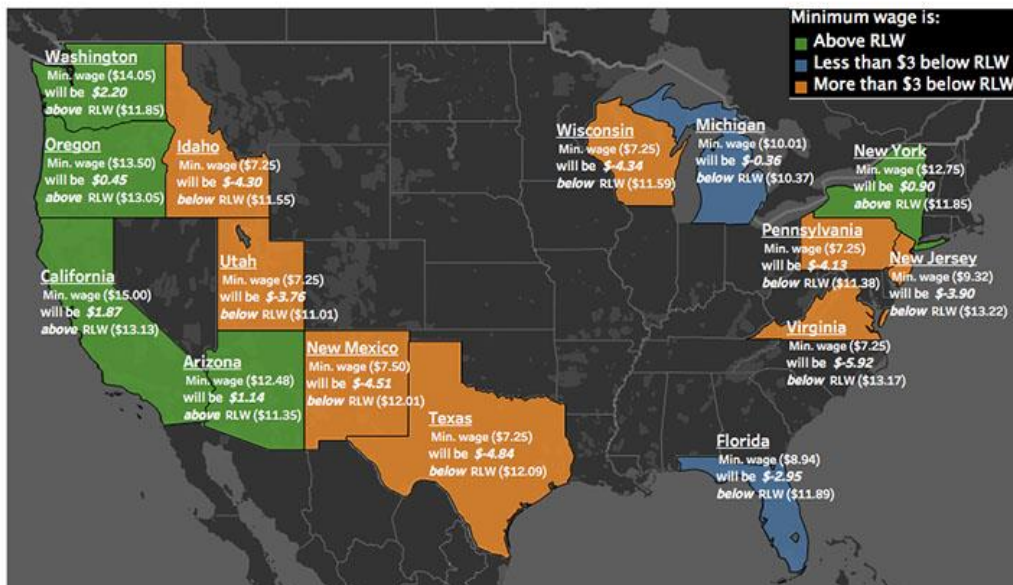 Minimum wage is:
Above RLW
Less than $3 below RLW
More than $3 below RLW
Washington
Min. wage ($14.05)
will be $2.20
above RLW ($11.85)
Oregon
Min. wage ($13.50)
will be $0.45
above RLW ($13.05)
Idaho
Min. wage ($7.25)
will be $-4.30
below RLW ($11.55)
California
Min. wage ($15.00)
will be $1.87
above RLW ($13.13)
Utah
Min. wage ($7.25)
will be $-3.76
below RLW ($11.01)
Arizona
Min. wage ($12.48)
will be $1.14
above RLW ($11.35)
New Mexico
Min. wage ($7.50)
will be $-4.51
below RLW ($12.01)
Texas
Min. wage ($7.25)
will be $-4.84
below RLW ($12.09)
Wisconsin
Min. wage ($7.25)
will be $-4.34
below RLW ($11.59)
Michigan
Min. wage ($10.01)
will be $-0.36
below RLW ($10.37)
New York
Min. wage ($12.75)
will be $0.90
above RLW ($11.85)
Pennsylvania
Min. wage ($7.25)
will be $-4.13
below RLW ($11.38)
New Jersey
Min. wage ($9.32)
will be $-3.90
below RLW ($13.22)
Virginia
Min. wage ($7.25)
will be $-5.92
below RLW ($13.17)
Florida
Min. wage ($8.94)
will be $-2.95
below RLW ($11.89)